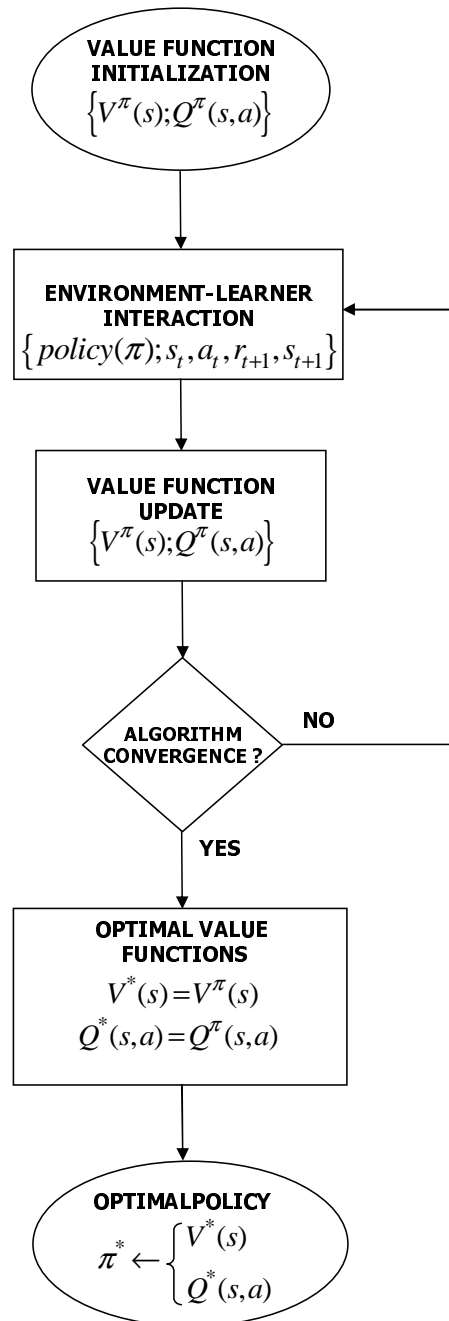 VALUE FUNCTION
INITIALIZATION
{V^π(s);Q^π(s,a)}
ENVIRONMENT-LEARNER
INTERACTION
{policy(π);s_t,a_t,r_{t+1},s_{t+1}}
VALUE FUNCTION
UPDATE
{V^π(s);Q^π(s,a)}
ALGORITHM
CONVERGENCE ?
NO
YES
OPTIMAL VALUE
FUNCTIONS
V^*(s)=V^π(s)
Q^*(s,a)=Q^π(s,a)
OPTIMALPOLICY
π^* ← { V^*(s)
Q^*(s,a)